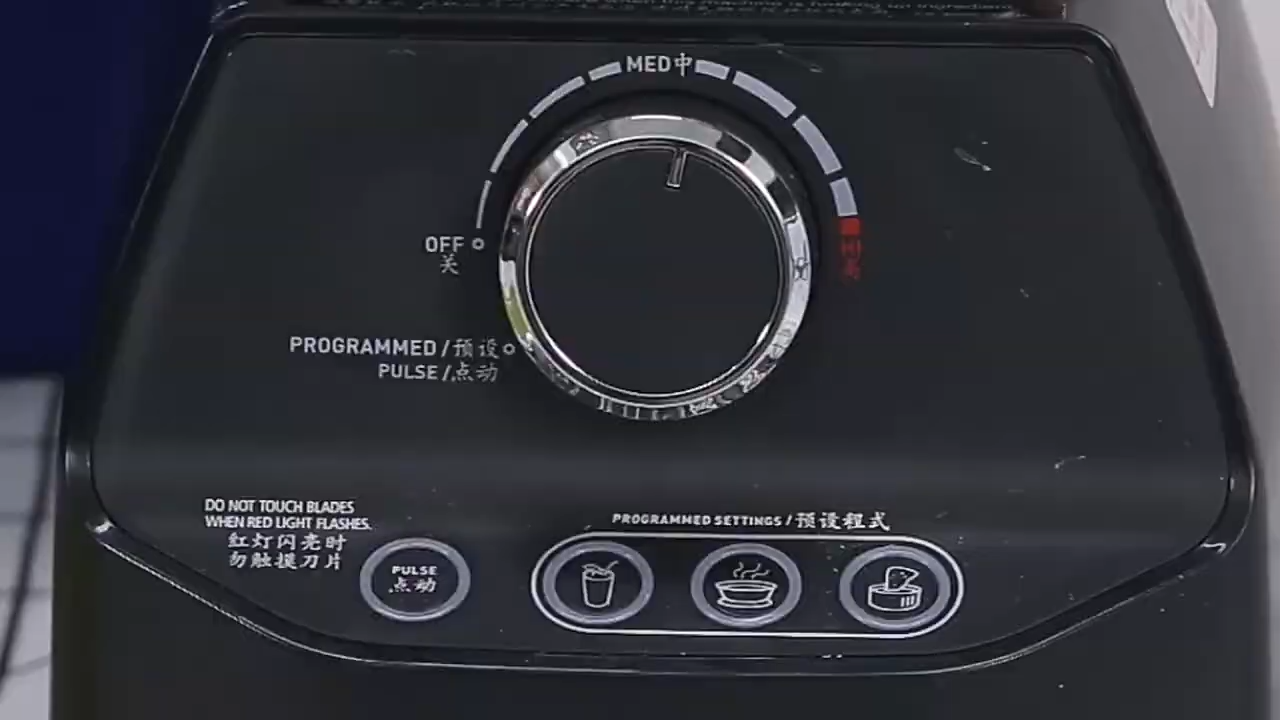 MED中
OFF
关
HI
高
PROGRAMMED/预设
PULSE/点动
DO NOT TOUCH BLADES
WHEN RED LIGHT FLASHES.
红灯闪亮时
勿触摸刀片
PROGRAMMED SETTINGS/预设程式
PULSE
点动